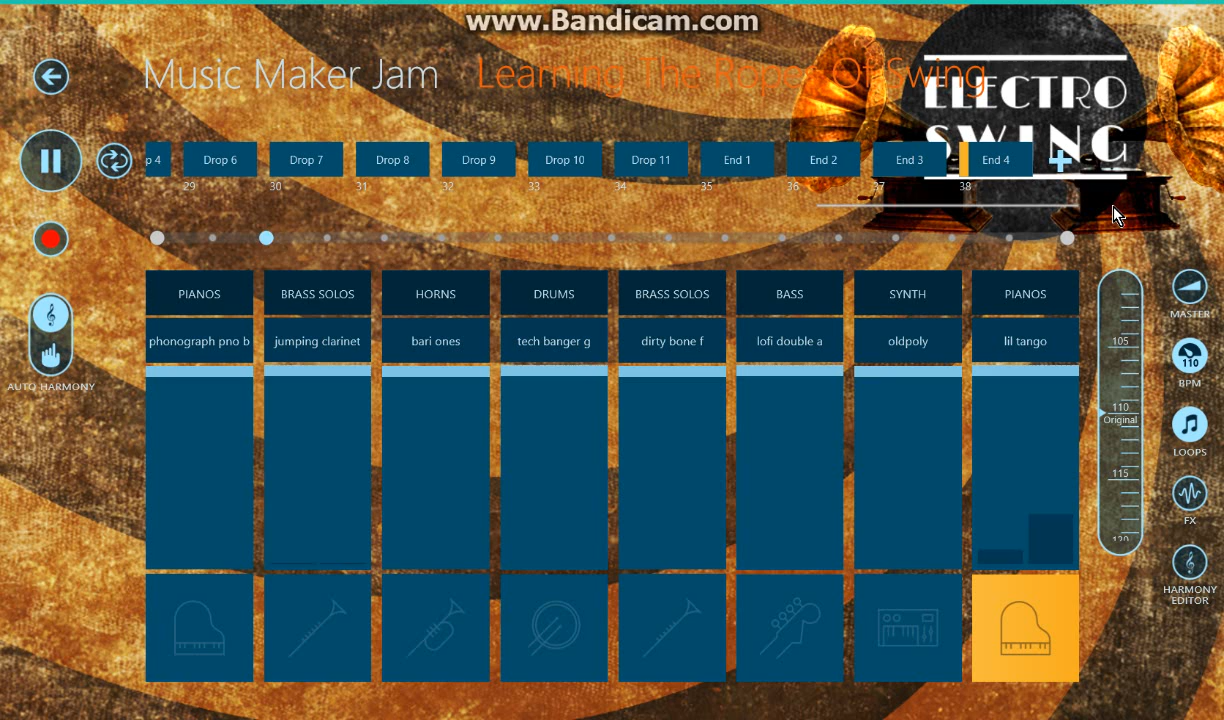 www.Bandicam.com
Music Maker Jam Learning The Ropes Of Swing
ELECTRO
SWING
p 4 Drop 6 Drop 7 Drop 8 Drop 9 Drop 10 Drop 11 End 1 End 2 End 3 End 4
29 30 31 32 33 34 35 36 37 38
PIANOS BRASS SOLOS HORNS DRUMS BRASS SOLOS BASS SYNTH PIANOS
phonograph pno b jumping clarinet bari ones tech banger g dirty bone f lofi double a oldpoly lil tango
AUTO HARMONY
105
110
Original
115
120
MASTER
110
BPM
LOOPS
FX
HARMONY
EDITOR